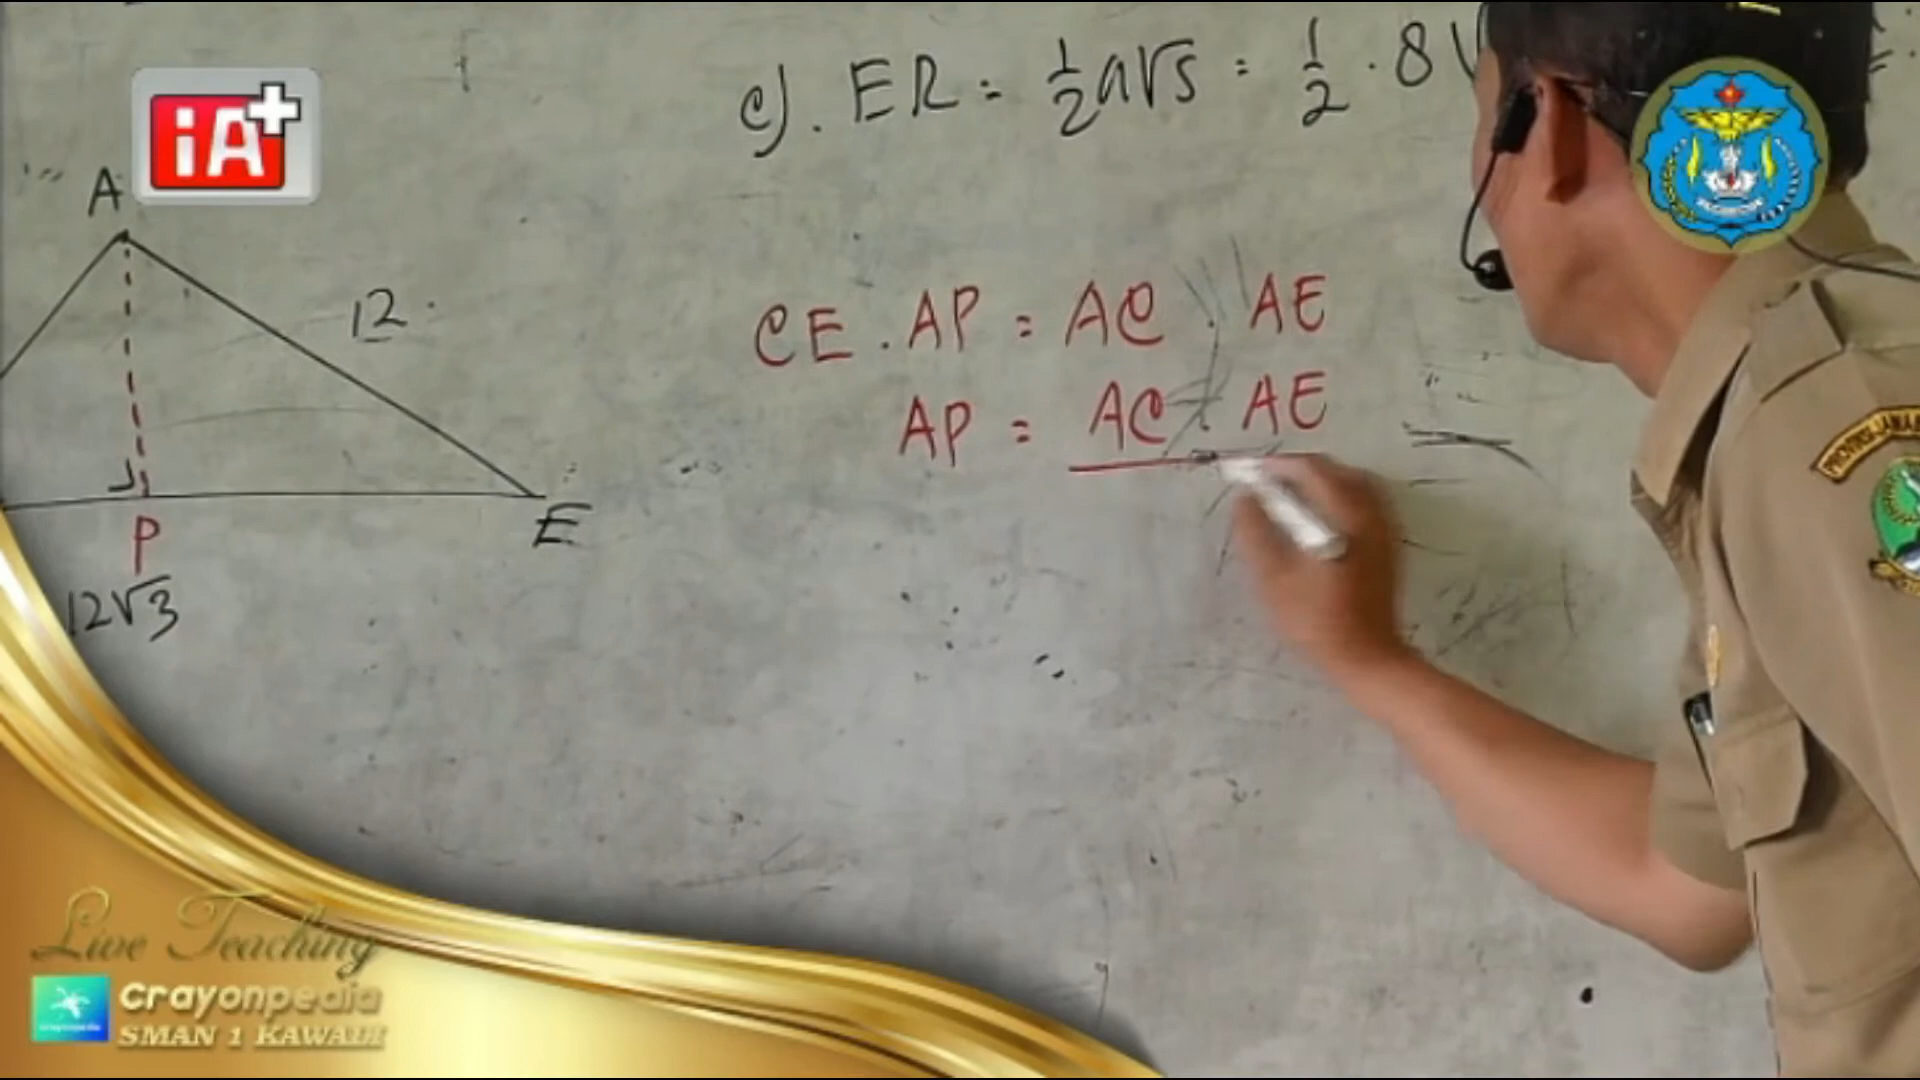 c). ER = 1/2 a√5 = 1/2 . 8√
iA+
A
12
CE . AP = AC . AE
AP = AC . AE
P
E
12√3
Live Teaching
Crayonpedia
SMAN 1 KAWALI